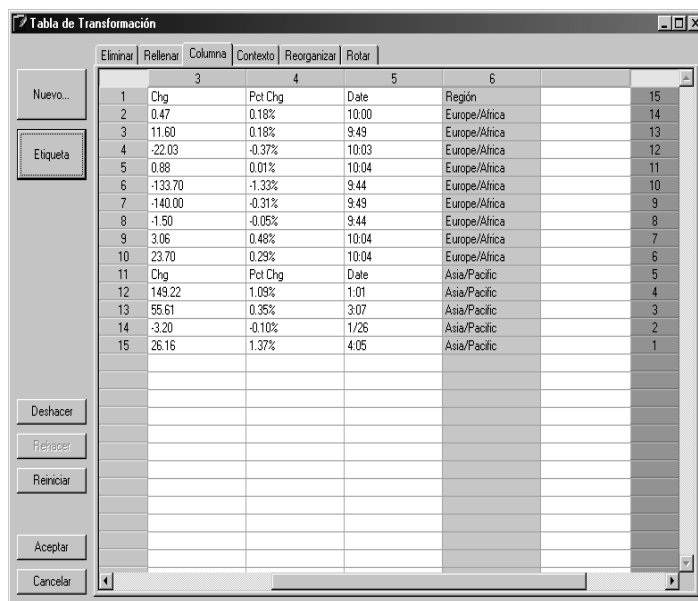 Tabla de Transformación
Eliminar Rellenar Columna Contexto Reorganizar Rotar
Nuevo...
Etiqueta
Deshacer
Rehacer
Reiniciar
Aceptar
Cancelar
3 4 5 6
1 Chg Pct Chg Date Región 15
2 0.47 0.18% 10:00 Europe/Africa 14
3 11.60 0.18% 9:49 Europe/Africa 13
4 -22.03 -0.37% 10:03 Europe/Africa 12
5 0.88 0.01% 10:04 Europe/Africa 11
6 -133.70 -1.33% 9:44 Europe/Africa 10
7 -140.00 -0.31% 9:49 Europe/Africa 9
8 -1.50 -0.05% 9:44 Europe/Africa 8
9 3.06 0.48% 10:04 Europe/Africa 7
10 23.70 0.29% 10:04 Europe/Africa 6
11 Chg Pct Chg Date Asia/Pacific 5
12 149.22 1.09% 1:01 Asia/Pacific 4
13 55.61 0.35% 3:07 Asia/Pacific 3
14 -3.20 -0.10% 1/26 Asia/Pacific 2
15 26.16 1.37% 4:05 Asia/Pacific 1